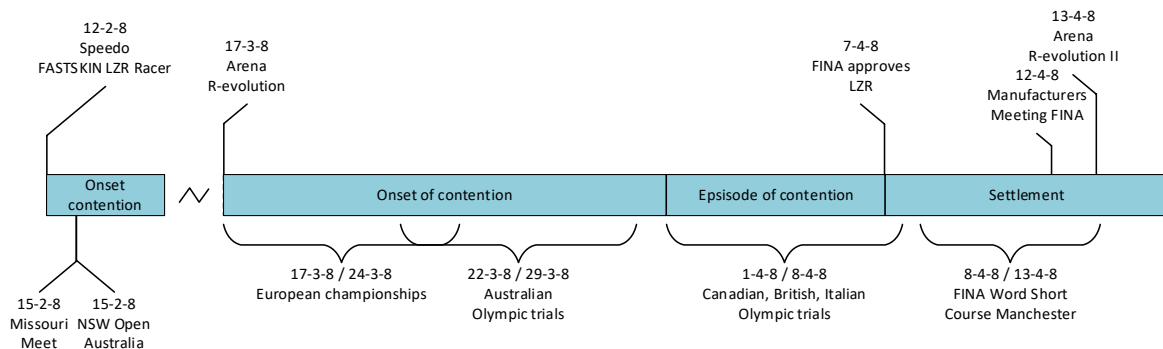 12-2-8
Speedo
FASTSKIN LZR Racer
17-3-8
Arena
R-evolution
7-4-8
FINA approves
LZR
13-4-8
Arena
R-evolution II
12-4-8
Manufacturers
Meeting FINA
Onset
contention
Onset of contention
Epsisode of contention
Settlement
17-3-8 / 24-3-8
European championships
22-3-8 / 29-3-8
Australian
Olympic trials
1-4-8 / 8-4-8
Canadian, British, Italian
Olympic trials
8-4-8 / 13-4-8
FINA Word Short
Course Manchester
15-2-8
Missouri
Meet
15-2-8
NSW Open
Australia